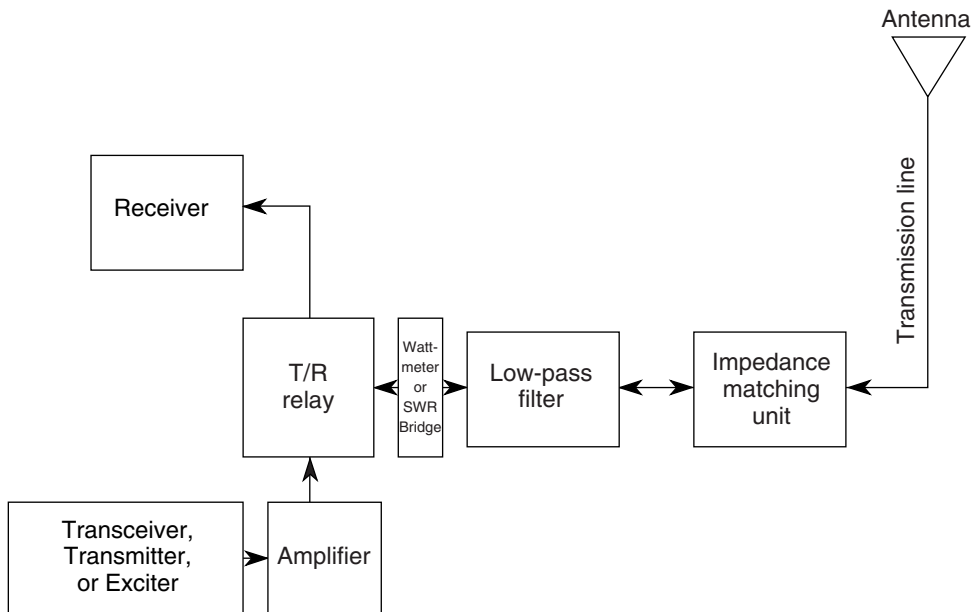 Antenna
Transmission line
Receiver
T/R
relay
Watt-
meter
or
SWR
Bridge
Low-pass
filter
Impedance
matching
unit
Transceiver,
Transmitter,
or Exciter
Amplifier